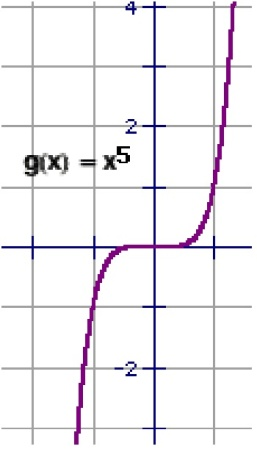 4
2
g(x) = x⁵
-2